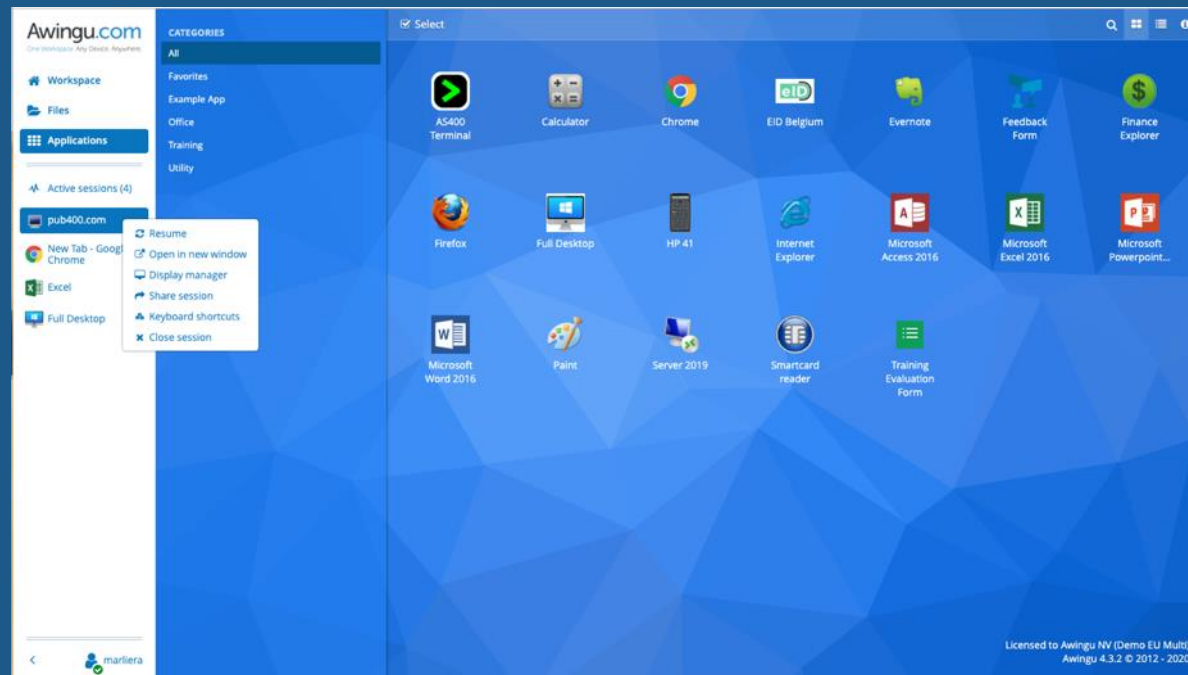 Awingu.com
One Workspace. Any Device. Anywhere.
Workspace
Files
Applications
Active sessions (4)
pub400.com
New Tab - Googl
Chrome
Excel
Full Desktop
Resume
Open in new window
Display manager
Share session
Keyboard shortcuts
Close session
marliera
CATEGORIES
All
Favorites
Example App
Office
Training
Utility
Select
AS400
Terminal
Calculator
Chrome
eID
EID Belgium
Evernote
Feedback
Form
Finance
Explorer
Firefox
Full Desktop
HP 41
Internet
Explorer
Microsoft
Access 2016
Microsoft
Excel 2016
Microsoft
Powerpoint...
Microsoft
Word 2016
Paint
Server 2019
Smartcard
reader
Training
Evaluation
Form
Licensed to Awingu NV (Demo EU Multi)
Awingu 4.3.2 © 2012 - 2020